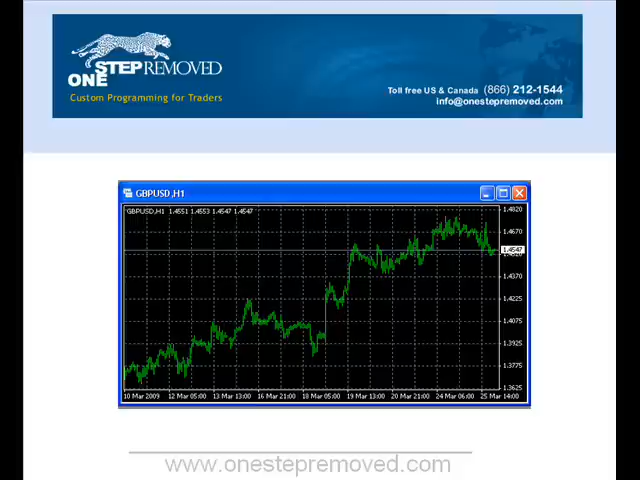 ONE STEPREMOVED
Custom Programming for Traders
Toll free US & Canada (866) 212-1544
info@onestepremoved.com
GBPUSD,H1
GBPUSD,H1 1.4551 1.4553 1.4547 1.4547
1.4820
1.4670
1.4547
1.4520
1.4370
1.4225
1.4075
1.3925
1.3775
1.3625
10 Mar 2009 12 Mar 05:00 13 Mar 13:00 16 Mar 21:00 18 Mar 05:00 19 Mar 13:00 20 Mar 21:00 24 Mar 06:00 25 Mar 14:00
www.onestepremoved.com